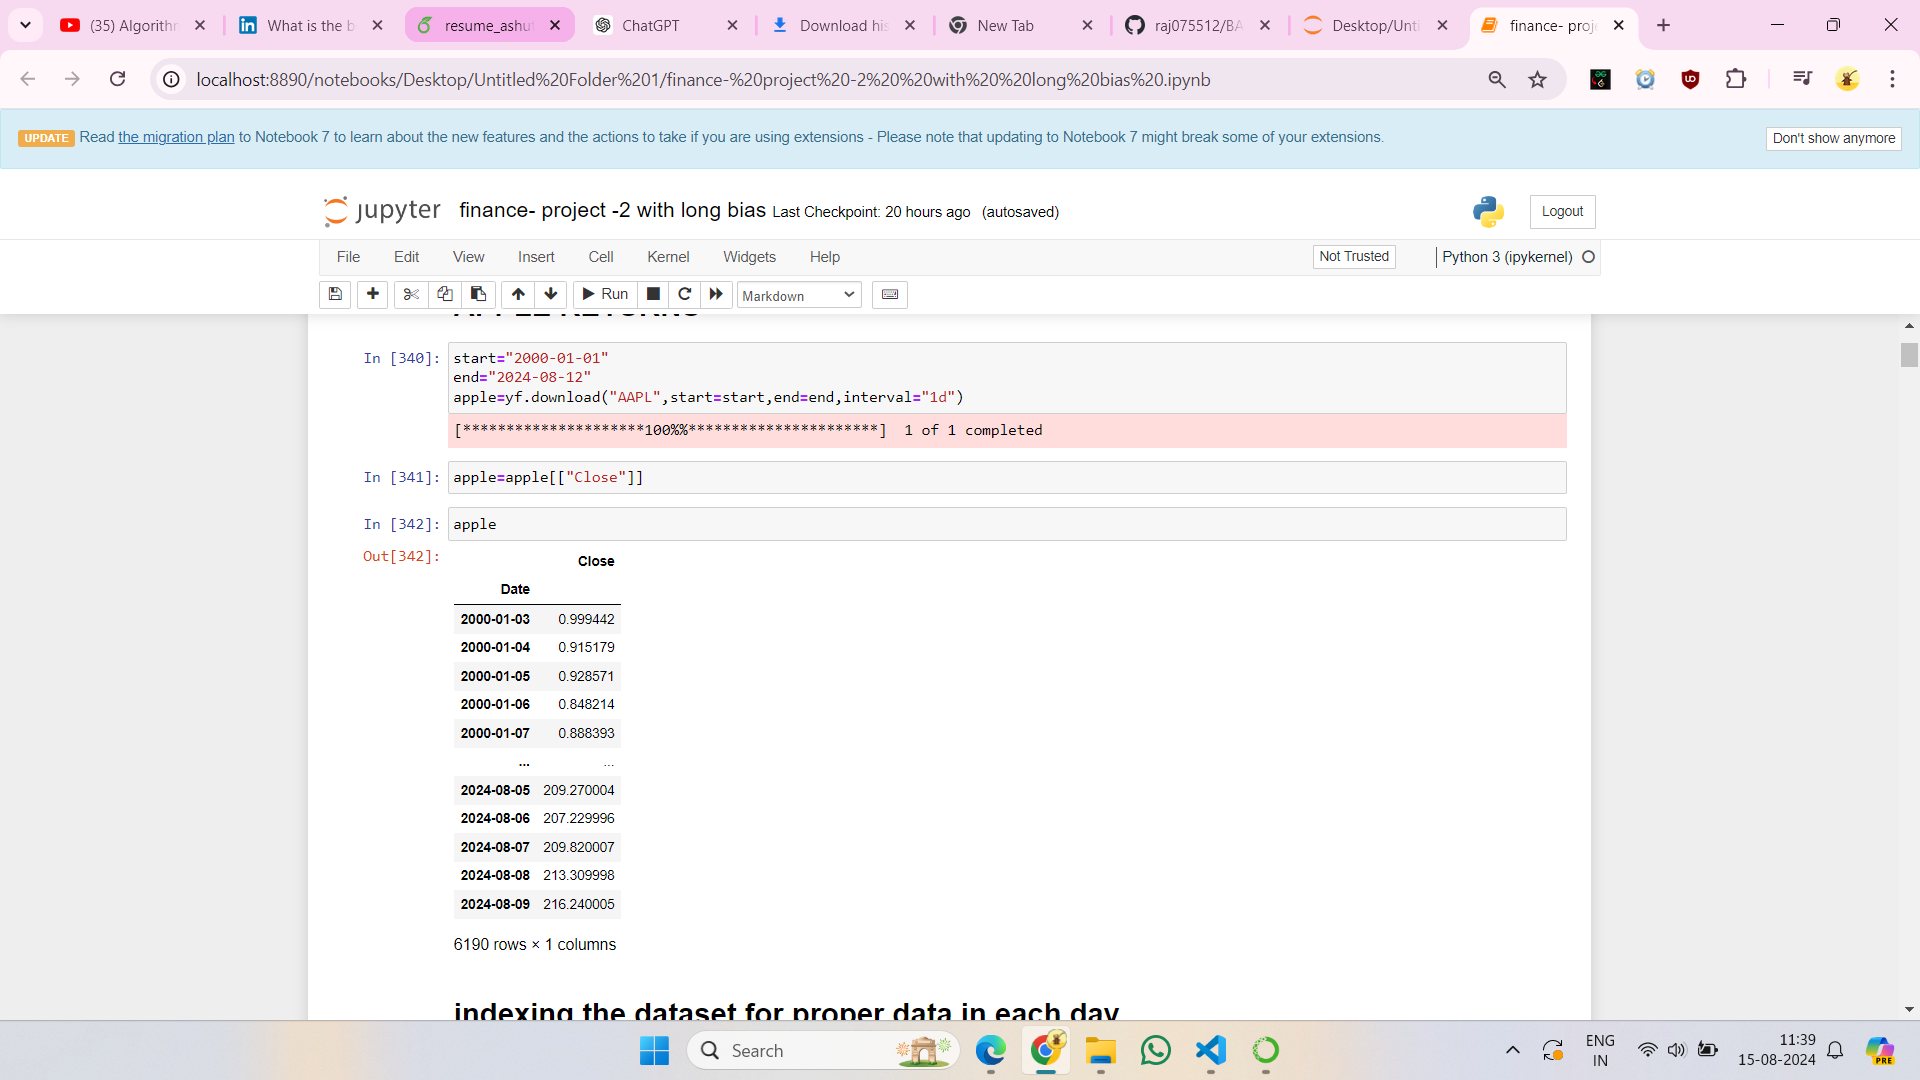 (35) Algorithm
What is the b
resume_ashut
ChatGPT
Download his
New Tab
raj075512/BA
Desktop/Unti
finance- proje
localhost:8890/notebooks/Desktop/Untitled%20Folder%201/finance-%20project%20-2%20%20with%20%20long%20bias%20.ipynb
UPDATE Read the migration plan to Notebook 7 to learn about the new features and the actions to take if you are using extensions - Please note that updating to Notebook 7 might break some of your extensions.
Don't show anymore
jupyter finance- project -2 with long bias Last Checkpoint: 20 hours ago (autosaved)
Logout
File Edit View Insert Cell Kernel Widgets Help
Not Trusted
Python 3 (ipykernel)
Run
Markdown
APPLE RETURNS
In [340]: start="2000-01-01"
end="2024-08-12"
apple=yf.download("AAPL",start=start,end=end,interval="1d")
[*********************100%%**********************]  1 of 1 completed
In [341]: apple=apple[["Close"]]
In [342]: apple
Out[342]:
Close
Date
2000-01-03 0.999442
2000-01-04 0.915179
2000-01-05 0.928571
2000-01-06 0.848214
2000-01-07 0.888393
... ...
2024-08-05 209.270004
2024-08-06 207.229996
2024-08-07 209.820007
2024-08-08 213.309998
2024-08-09 216.240005
6190 rows × 1 columns
indexing the dataset for proper data in each day
Search
ENG
IN
11:39
15-08-2024
PRE